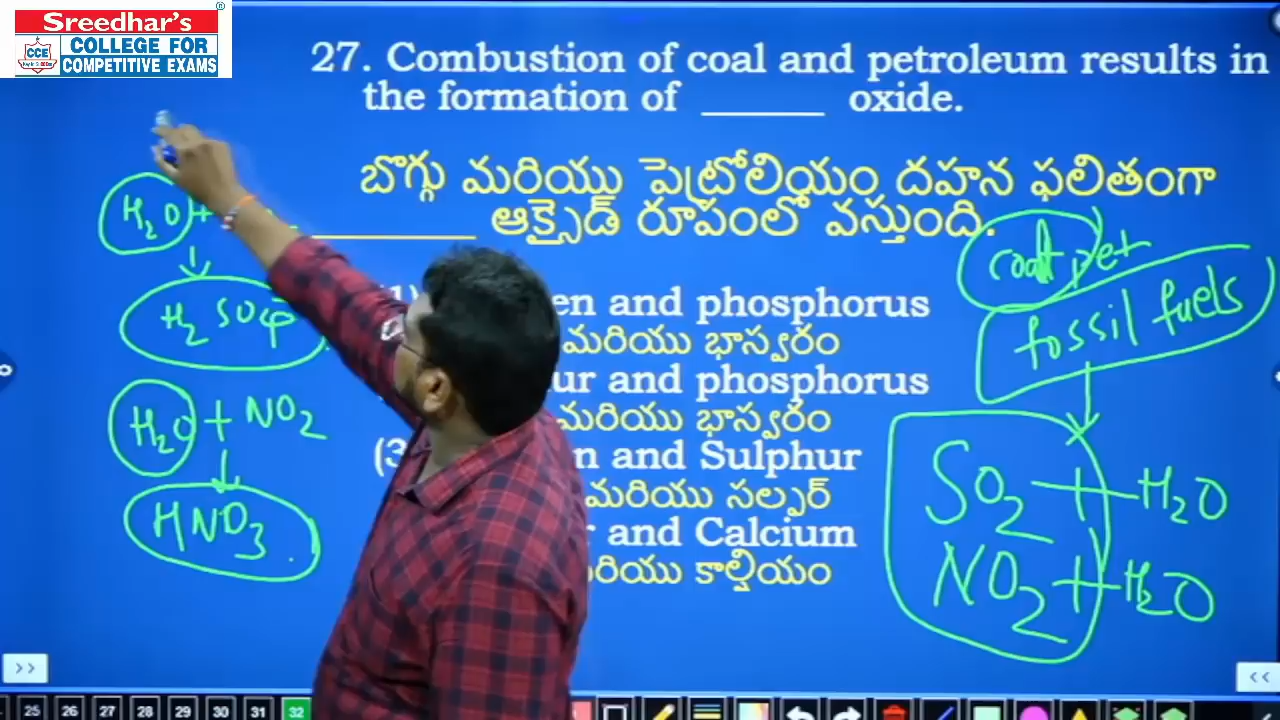 Sreedhar's
®
CCE
COLLEGE FOR
COMPETITIVE EXAMS
27. Combustion of coal and petroleum results in
the formation of ______ oxide.
బొగ్గు మరియు పెట్రోలియం దహన ఫలితంగా
____________ ఆక్సైడ్ రూపంలో వస్తుంది.
and phosphorus
మరియు భాస్వరం
and phosphorus
మరియు భాస్వరం
(3
and Sulphur
మరియు సల్ఫర్
and Calcium
కాల్షియం
H2O +
H2SO4
H2O + NO2
HNO3
coal pet
fossil fuels
SO2 + H2O
NO2 + H2O
>>
<<
25 26 27 28 29 30 31 32